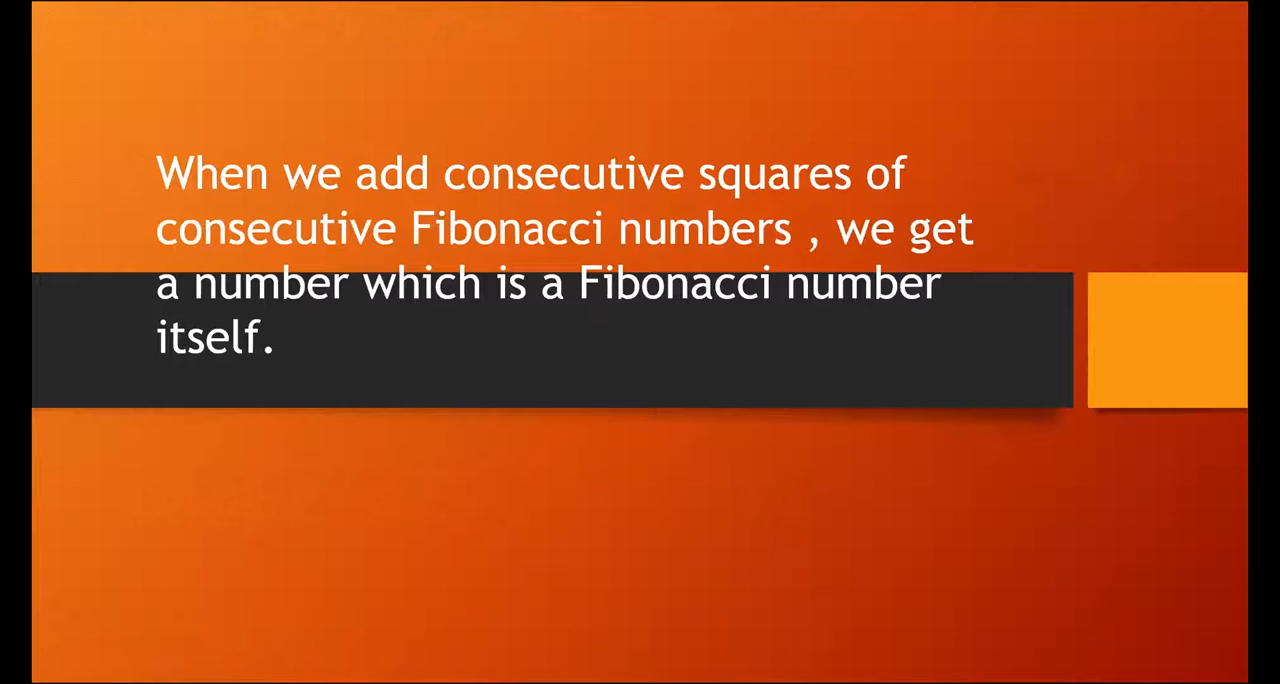 When we add consecutive squares of
consecutive Fibonacci numbers , we get
a number which is a Fibonacci number
itself.